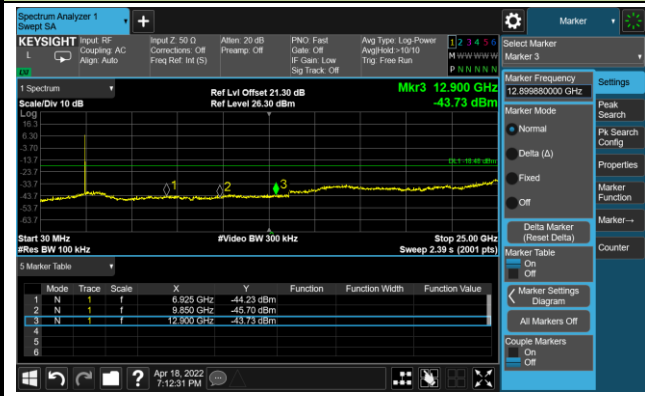 Spectrum Analyzer 1
Swept SA
Marker
KEYSIGHT
L
Input: RF
Coupling: AC
Align: Auto
Input Z: 50 Ω
Corrections: Off
Freq Ref: Int (S)
Atten: 20 dB
Preamp: Off
PNO: Fast
Gate: Off
IF Gain: Low
Sig Track: Off
Avg Type: Log-Power
Avg|Hold:>10/10
Trig: Free Run
1 2 3 4 5 6
M W W W W W
P N N N N N
Select Marker
Marker 3
1 Spectrum
Scale/Div 10 dB
Log
Ref Lvl Offset 21.30 dB
Ref Level 26.30 dBm
Mkr3 12.900 GHz
-43.73 dBm
16.3
6.30
-3.70
-13.7
-23.7
-33.7
-43.7
-53.7
-63.7
1
2
3
Start 30 MHz
#Res BW 100 kHz
#Video BW 300 kHz
Stop 25.00 GHz
Sweep 2.39 s (2001 pts)
Marker Frequency
12.899880000 GHz
Marker Mode
Normal
Delta (Δ)
Fixed
Off
Delta Marker
(Reset Delta)
Marker Table
On
Off
Marker Settings
Diagram
All Markers Off
Couple Markers
On
Off
Settings
Peak
Search
Pk Search
Config
Properties
Marker
Function
Marker→
Counter
5 Marker Table
Mode Trace Scale X Y Function Function Width Function Value
1 N 1 f 6.925 GHz -44.23 dBm
2 N 1 f 9.850 GHz -45.70 dBm
3 N 1 f 12.900 GHz -43.73 dBm
4
5
6
?
Apr 18, 2022
7:12:31 PM